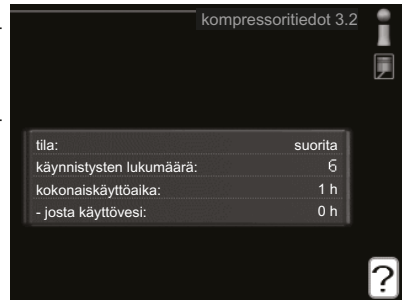 kompressoritiedot 3.2
tila: suorita
käynnistysten lukumäärä: 6
kokonaiskäyttöaika: 1 h
- josta käyttövesi: 0 h
?